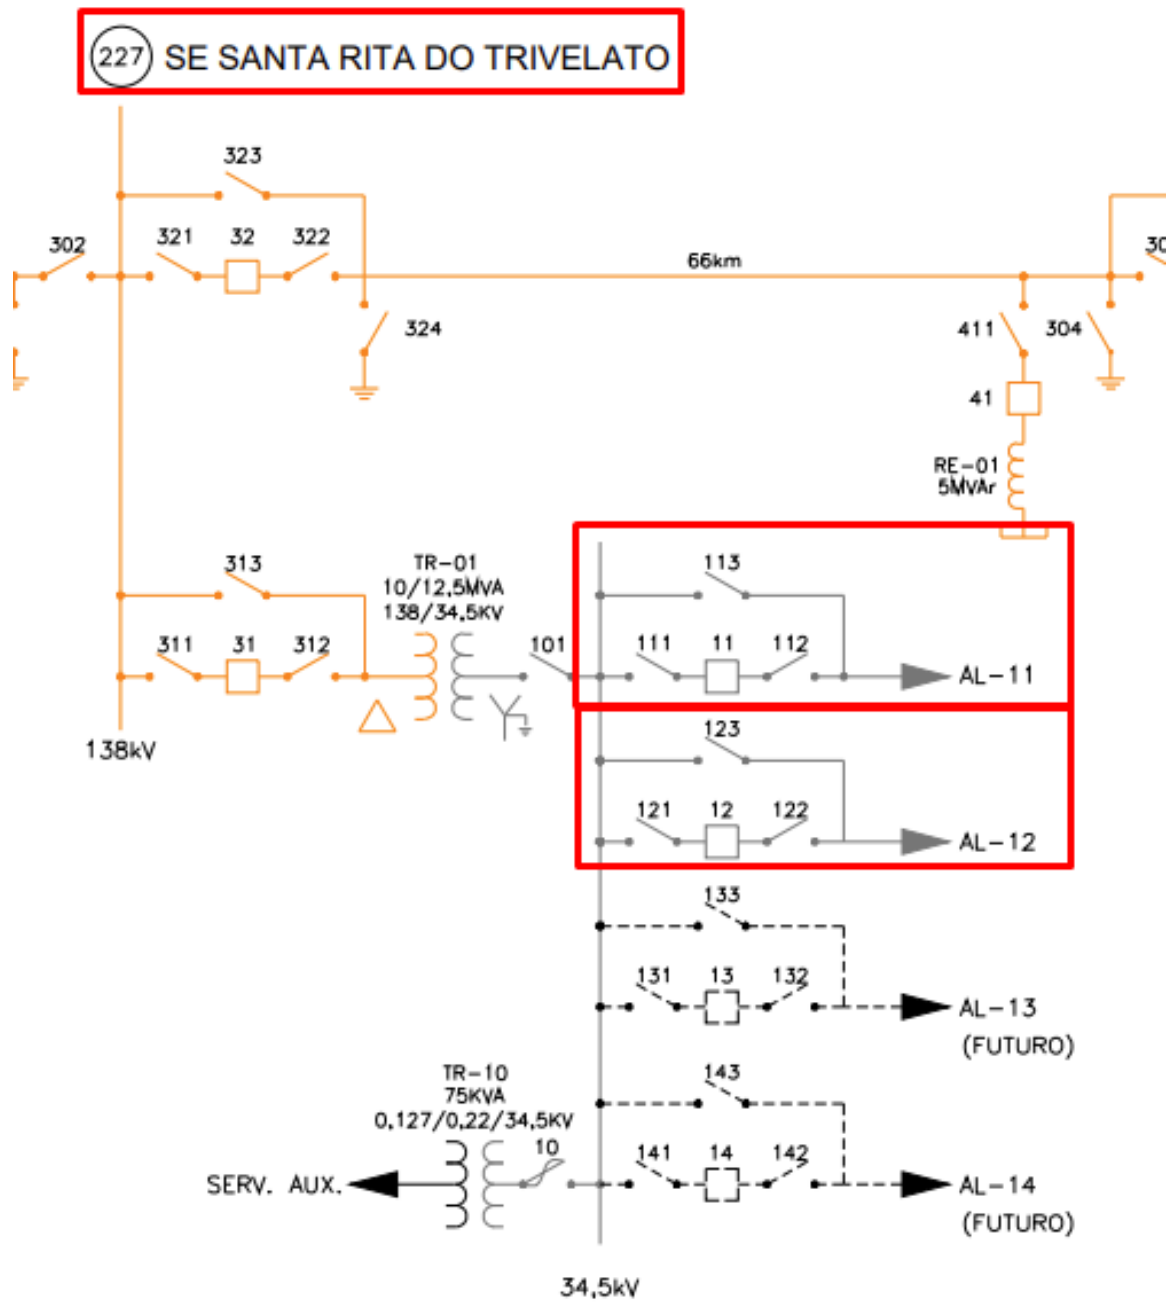 227 SE SANTA RITA DO TRIVELATO
323
302 321 32 322
66km
324
411 304
41
RE-01
5MVAr
313
TR-01
10/12,5MVA
138/34.5KV
311 31 312
101
113
111 11 112
AL-11
138kV
123
121 12 122
AL-12
133
131 13 132
AL-13
(FUTURO)
TR-10
75KVA
0,127/0,22/34,5KV
10
143
141 14 142
SERV. AUX.
AL-14
(FUTURO)
34,5kV